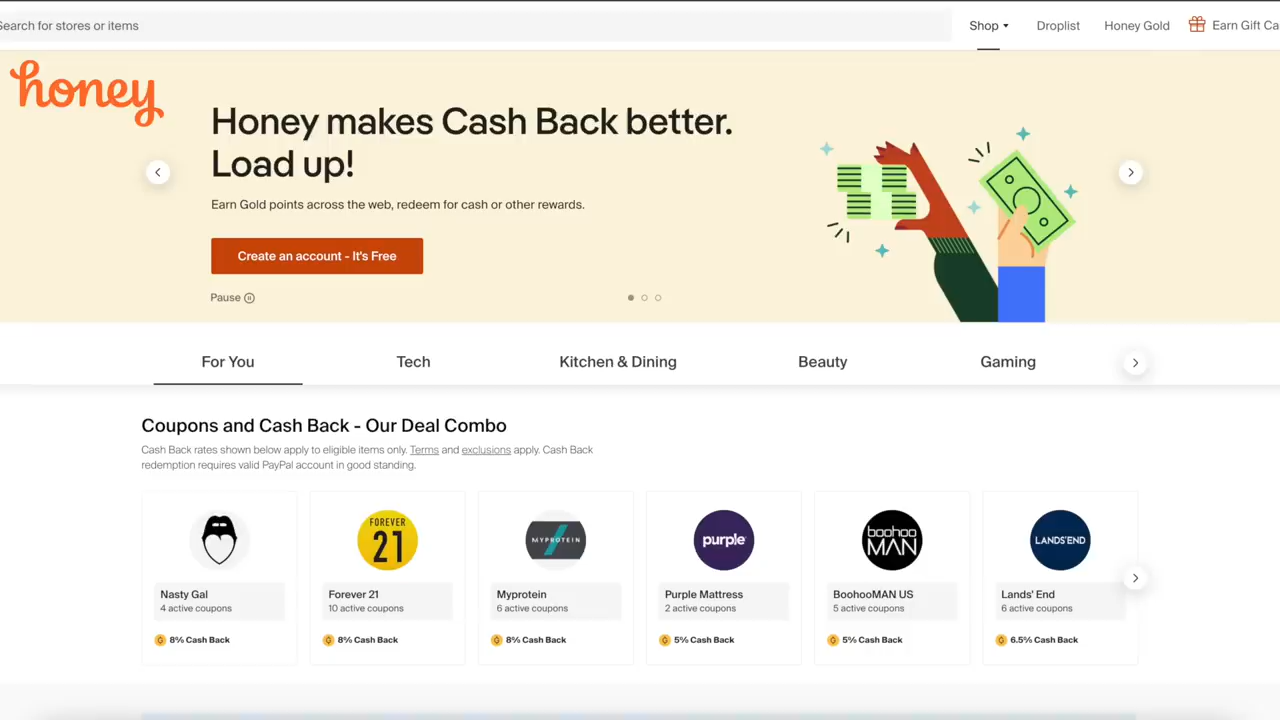 Search for stores or items
Shop
Droplist
Honey Gold
Earn Gift Ca
honey
Honey makes Cash Back better.
Load up!
Earn Gold points across the web, redeem for cash or other rewards.
Create an account - It's Free
Pause
For You
Tech
Kitchen & Dining
Beauty
Gaming
Coupons and Cash Back - Our Deal Combo
Cash Back rates shown below apply to eligible items only. Terms and exclusions apply. Cash Back
redemption requires valid PayPal account in good standing.
FOREVER
21
MYPROTEIN
purple
boohoo
MAN
LANDS'END
Nasty Gal
4 active coupons
8% Cash Back
Forever 21
10 active coupons
8% Cash Back
Myprotein
6 active coupons
8% Cash Back
Purple Mattress
2 active coupons
5% Cash Back
BoohooMAN US
5 active coupons
5% Cash Back
Lands' End
6 active coupons
6.5% Cash Back